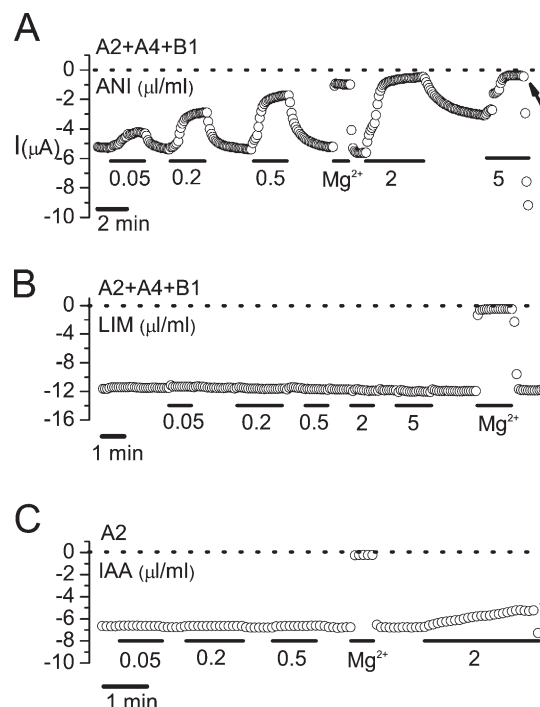 A
A2+A4+B1
ANI (µl/ml)
0
-2
-4
I(µA)
-6
-8
-10
0.05 0.2 0.5 Mg²⁺ 2 5
2 min
B
A2+A4+B1
LIM (µl/ml)
0
-4
-8
-12
-16
0.05 0.2 0.5 2 5 Mg²⁺
1 min
C
A2
IAA (µl/ml)
0
-2
-4
-6
-8
-10
0.05 0.2 0.5 Mg²⁺ 2
1 min